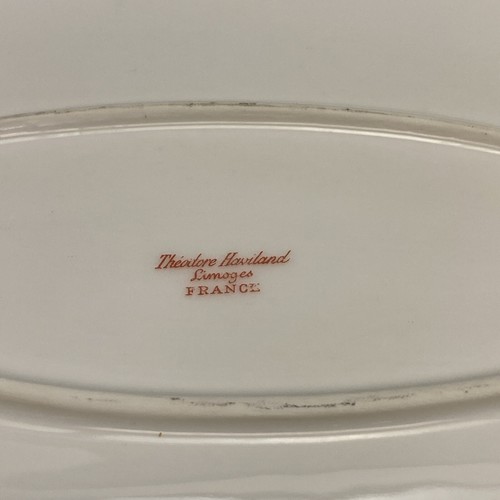 Théodore Haviland
Limoges
FRANCE